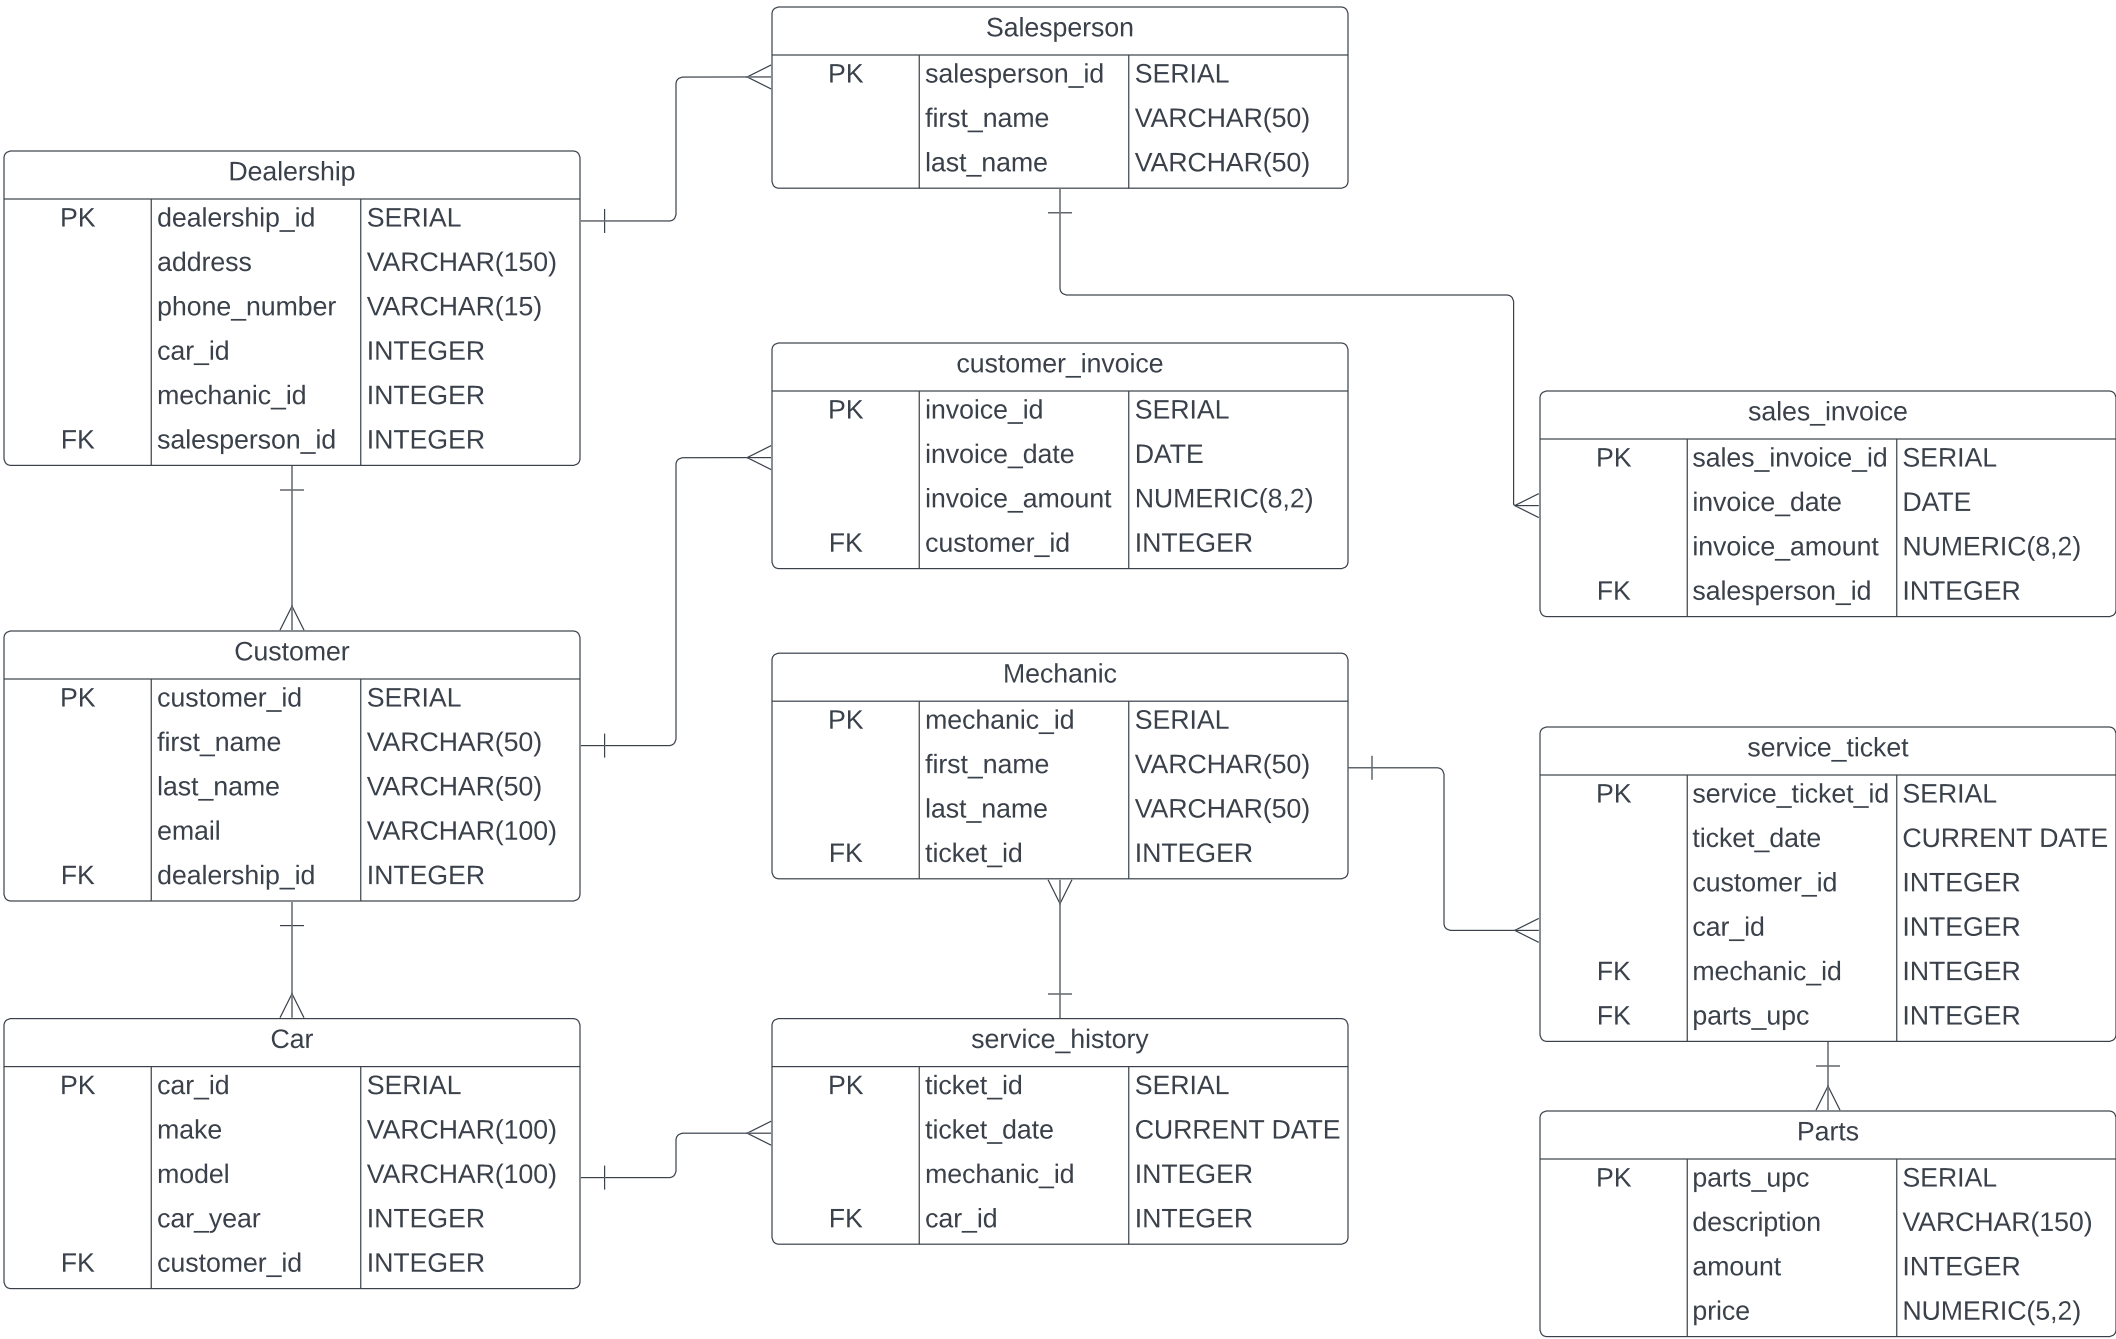 Salesperson
PK salesperson_id SERIAL
first_name VARCHAR(50)
last_name VARCHAR(50)
Dealership
PK dealership_id SERIAL
address VARCHAR(150)
phone_number VARCHAR(15)
car_id INTEGER
mechanic_id INTEGER
FK salesperson_id INTEGER
customer_invoice
PK invoice_id SERIAL
invoice_date DATE
invoice_amount NUMERIC(8,2)
FK customer_id INTEGER
sales_invoice
PK sales_invoice_id SERIAL
invoice_date DATE
invoice_amount NUMERIC(8,2)
FK salesperson_id INTEGER
Customer
PK customer_id SERIAL
first_name VARCHAR(50)
last_name VARCHAR(50)
email VARCHAR(100)
FK dealership_id INTEGER
Mechanic
PK mechanic_id SERIAL
first_name VARCHAR(50)
last_name VARCHAR(50)
FK ticket_id INTEGER
service_ticket
PK service_ticket_id SERIAL
ticket_date CURRENT DATE
customer_id INTEGER
car_id INTEGER
FK mechanic_id INTEGER
FK parts_upc INTEGER
Car
PK car_id SERIAL
make VARCHAR(100)
model VARCHAR(100)
car_year INTEGER
FK customer_id INTEGER
service_history
PK ticket_id SERIAL
ticket_date CURRENT DATE
mechanic_id INTEGER
FK car_id INTEGER
Parts
PK parts_upc SERIAL
description VARCHAR(150)
amount INTEGER
price NUMERIC(5,2)